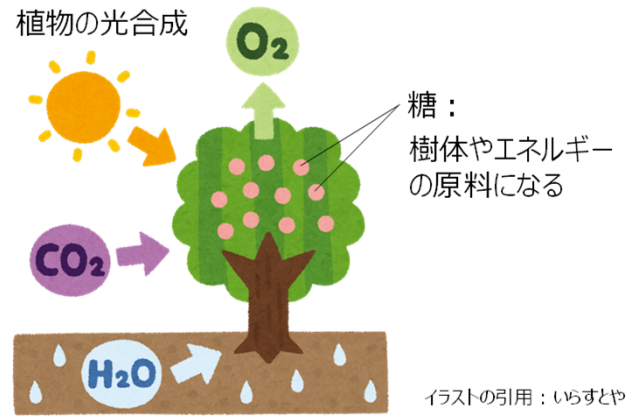 植物の光合成
O2
糖：
樹体やエネルギー
の原料になる
CO2
H2O
イラストの引用：いらすとや